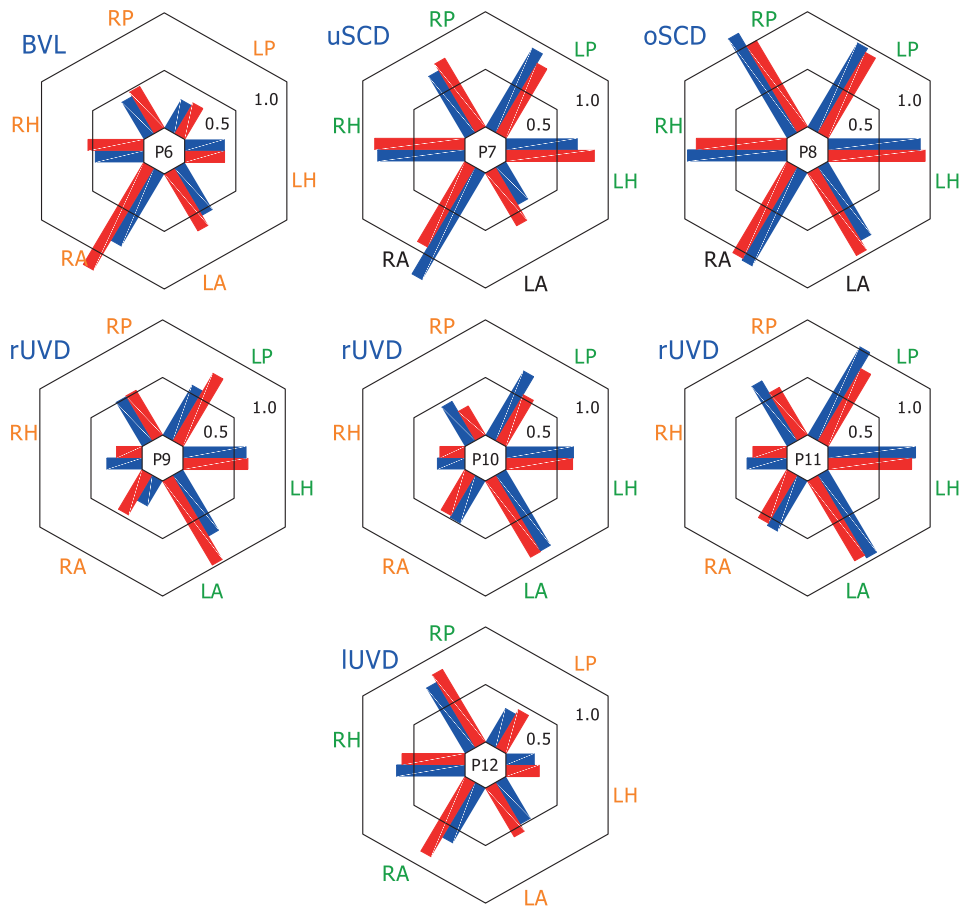 RP RP RP
BVL uSCD oSCD
LP LP LP
1.0 1.0 1.0
RH 0.5 RH 0.5 RH 0.5
P6 P7 P8
LH LH LH
RA RA RA
LA LA LA
RP RP RP
rUVD rUVD rUVD
LP LP LP
1.0 1.0 1.0
RH 0.5 RH 0.5 RH 0.5
P9 P10 P11
LH LH LH
RA RA RA
LA LA LA
RP
lUVD LP
1.0
RH 0.5
P12
LH
RA
LA